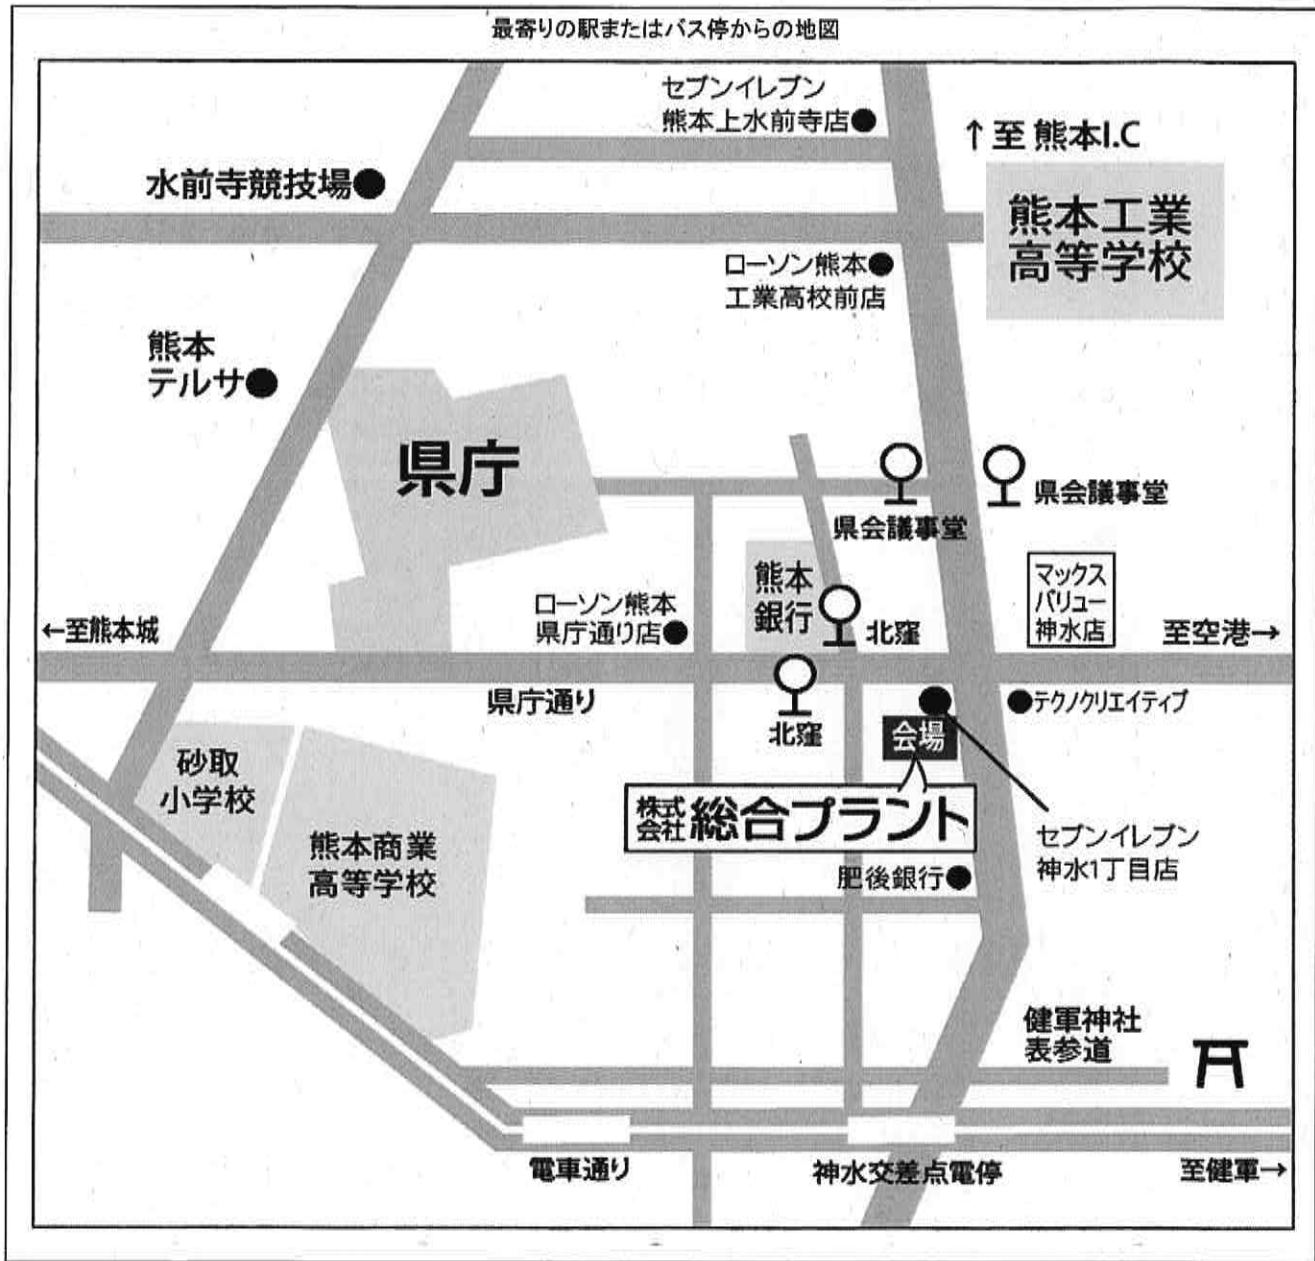 最寄りの駅またはバス停からの地図
セブンイレブン
熊本上水前寺店
↑至 熊本I.C
水前寺競技場
熊本工業
高等学校
ローソン熊本
工業高校前店
熊本
テルサ
県庁
県会議事堂
県会議事堂
熊本
銀行
マックス
バリュー
神水店
ローソン熊本
県庁通り店
北窪
←至熊本城
至空港→
県庁通り
北窪
テクノクリエイティブ
会場
砂取
小学校
株式
会社
総合プラント
セブンイレブン
神水1丁目店
熊本商業
高等学校
肥後銀行
健軍神社
表参道
電車通り
神水交差点電停
至健軍→